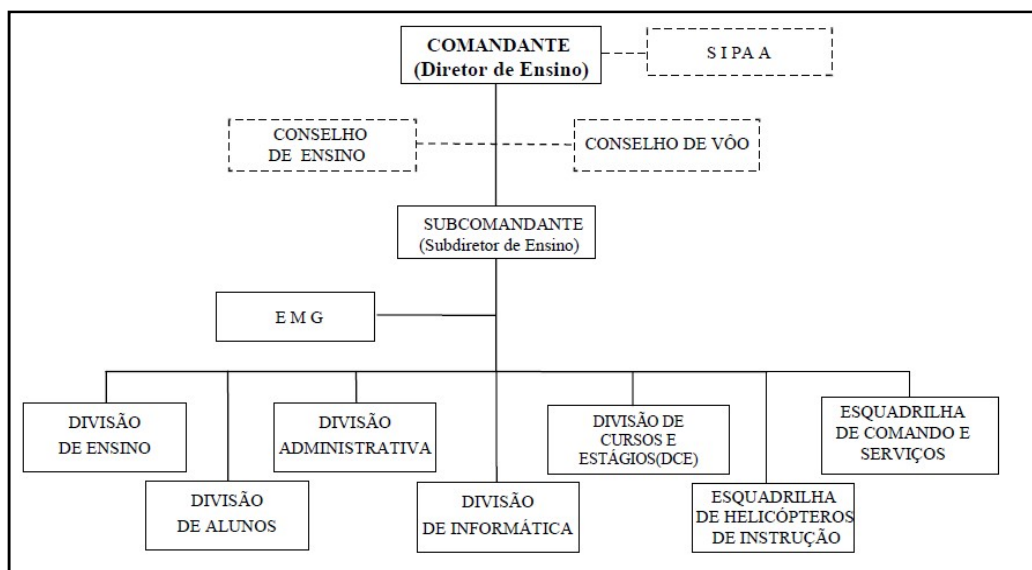 COMANDANTE
(Diretor de Ensino)
S I P A A
CONSELHO
DE ENSINO
CONSELHO DE VÔO
SUBCOMANDANTE
(Subdiretor de Ensino)
E M G
DIVISÃO
DE ENSINO
DIVISÃO
ADMINISTRATIVA
DIVISÃO DE
CURSOS E
ESTÁGIOS(DCE)
ESQUADRILHA
DE COMANDO E
SERVIÇOS
DIVISÃO
DE ALUNOS
DIVISÃO
DE INFORMÁTICA
ESQUADRILHA
DE HELICÓPTEROS
DE INSTRUÇÃO